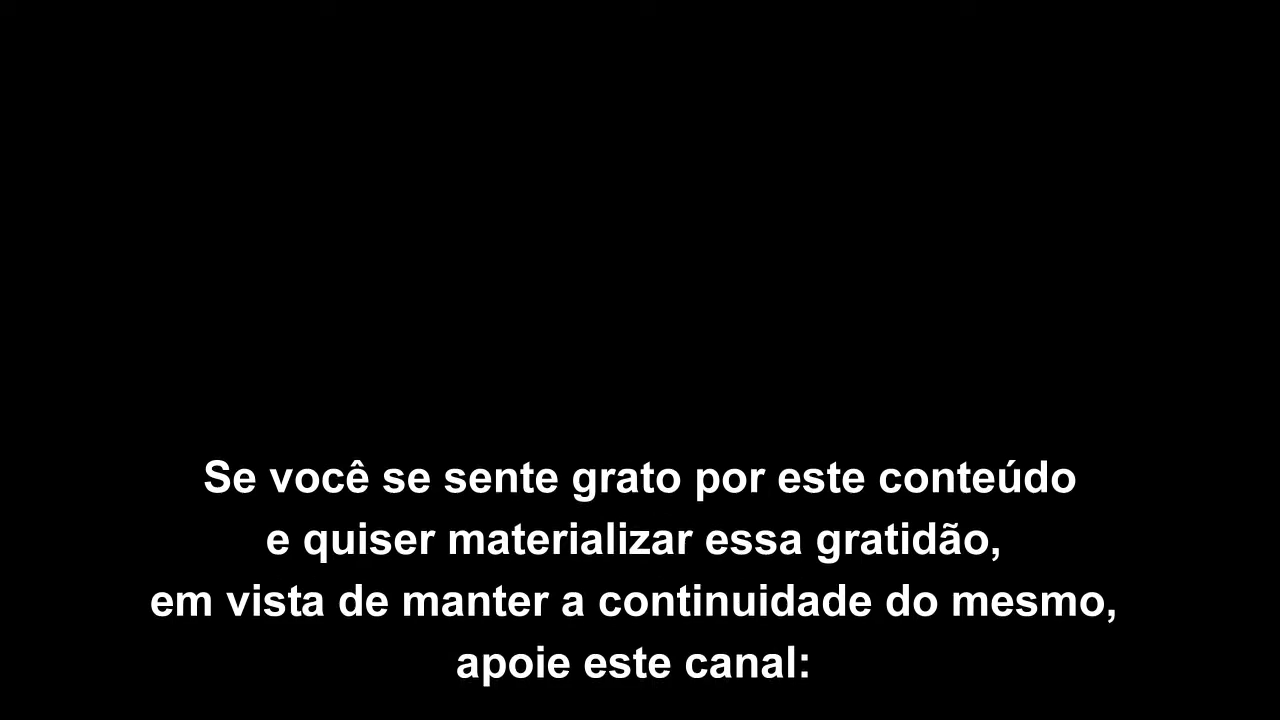 Se você se sente grato por este conteúdo
e quiser materializar essa gratidão,
em vista de manter a continuidade do mesmo,
apoie este canal: